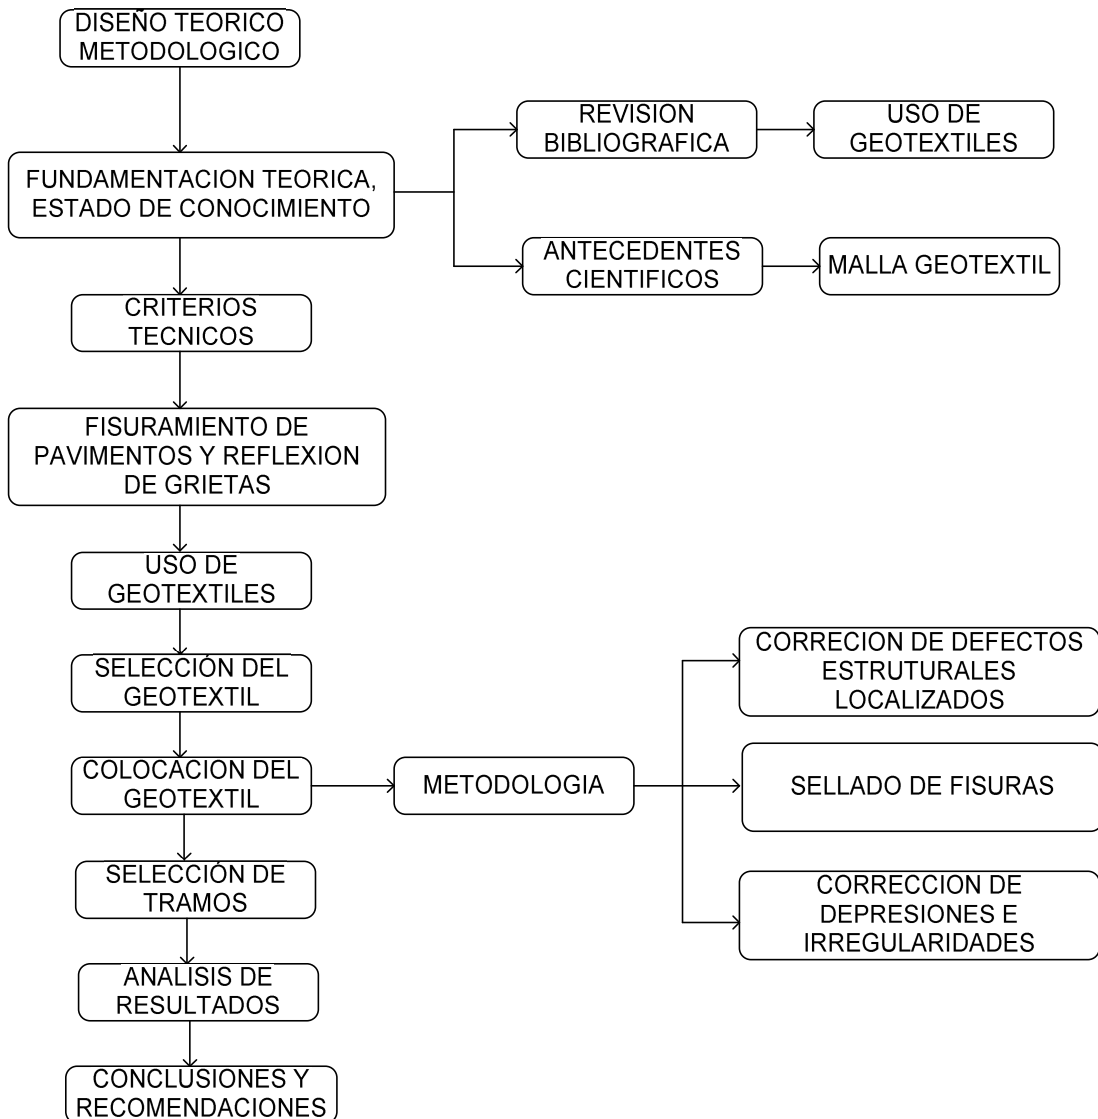 DISEÑO TEORICO
METODOLOGICO
FUNDAMENTACION TEORICA,
ESTADO DE CONOCIMIENTO
REVISION
BIBLIOGRAFICA
USO DE
GEOTEXTILES
ANTECEDENTES
CIENTIFICOS
MALLA GEOTEXTIL
CRITERIOS
TECNICOS
FISURAMIENTO DE
PAVIMENTOS Y REFLEXION
DE GRIETAS
USO DE
GEOTEXTILES
SELECCIÓN DEL
GEOTEXTIL
COLOCACION DEL
GEOTEXTIL
METODOLOGIA
CORRECION DE DEFECTOS
ESTRUTURALES
LOCALIZADOS
SELLADO DE FISURAS
CORRECCION DE
DEPRESIONES E
IRREGULARIDADES
SELECCIÓN DE
TRAMOS
ANALISIS DE
RESULTADOS
CONCLUSIONES Y
RECOMENDACIONES